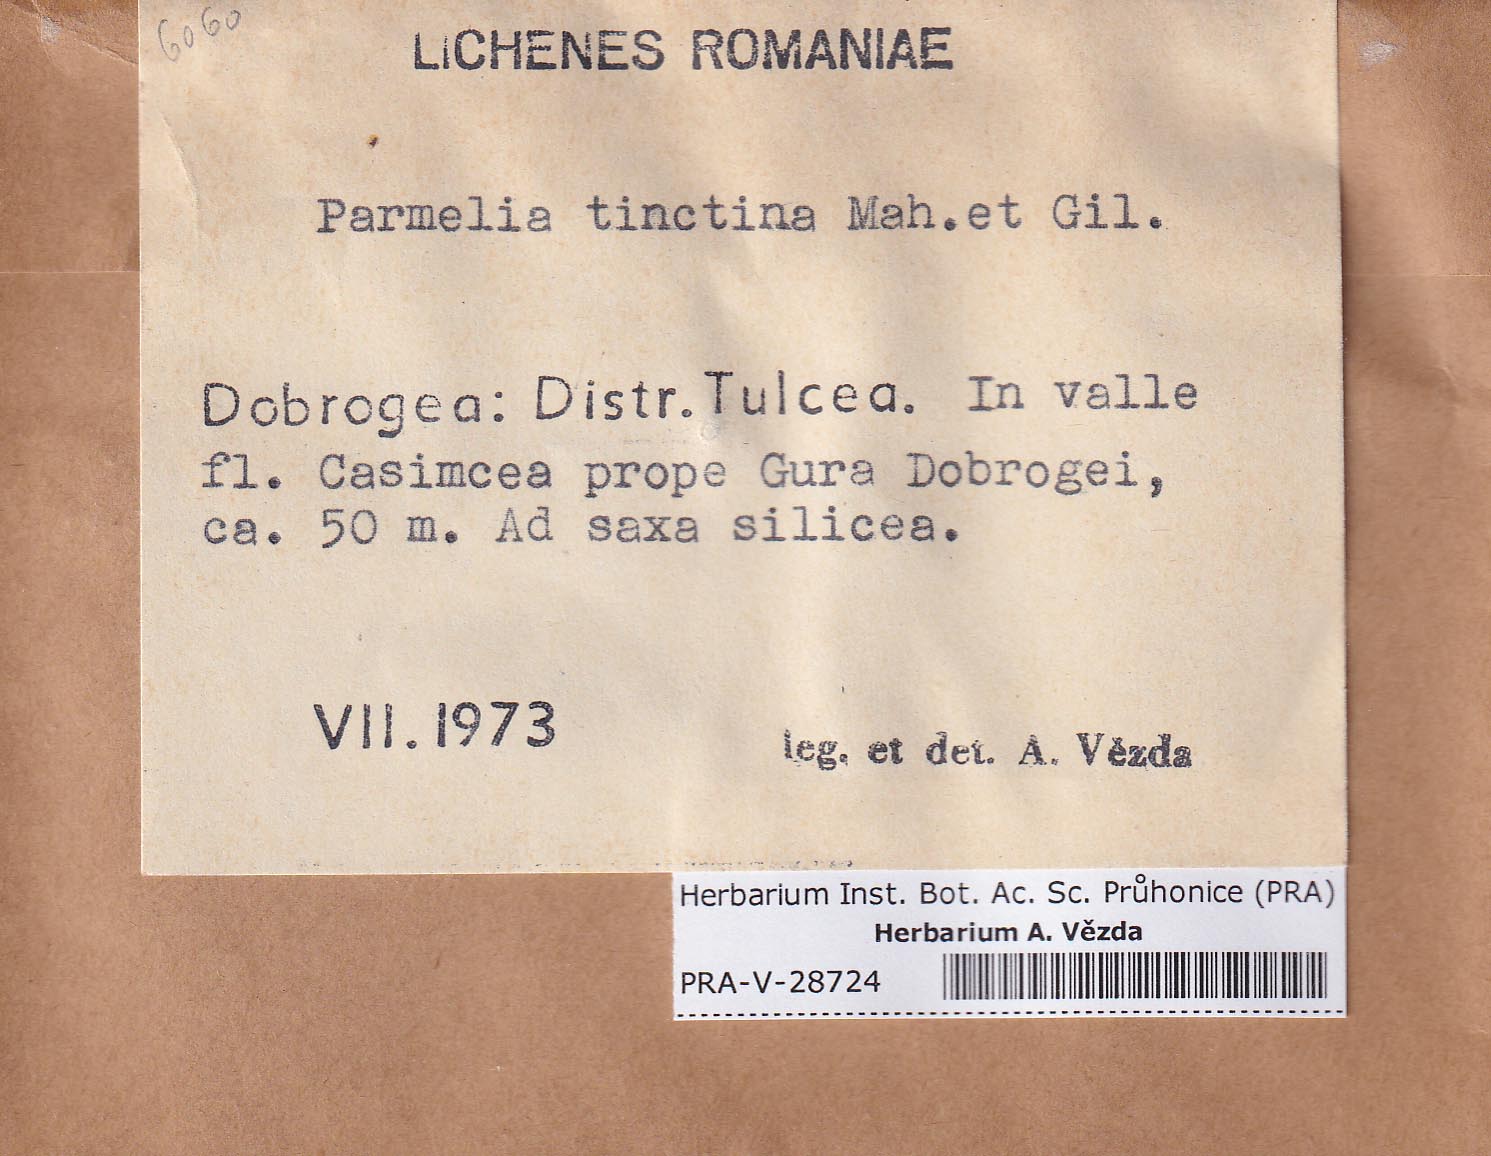 6060
LICHENES ROMANIAE
Parmelia tinctina Mah.et Gil.
Dobrogea: Distr.Tulcea. In valle
fl. Casimcea prope Gura Dobrogei,
ca. 50 m. Ad saxa silicea.
VII.1973
leg. et det. A. Vězda
Herbarium Inst. Bot. Ac. Sc. Průhonice (PRA)
Herbarium A. Vězda
PRA-V-28724